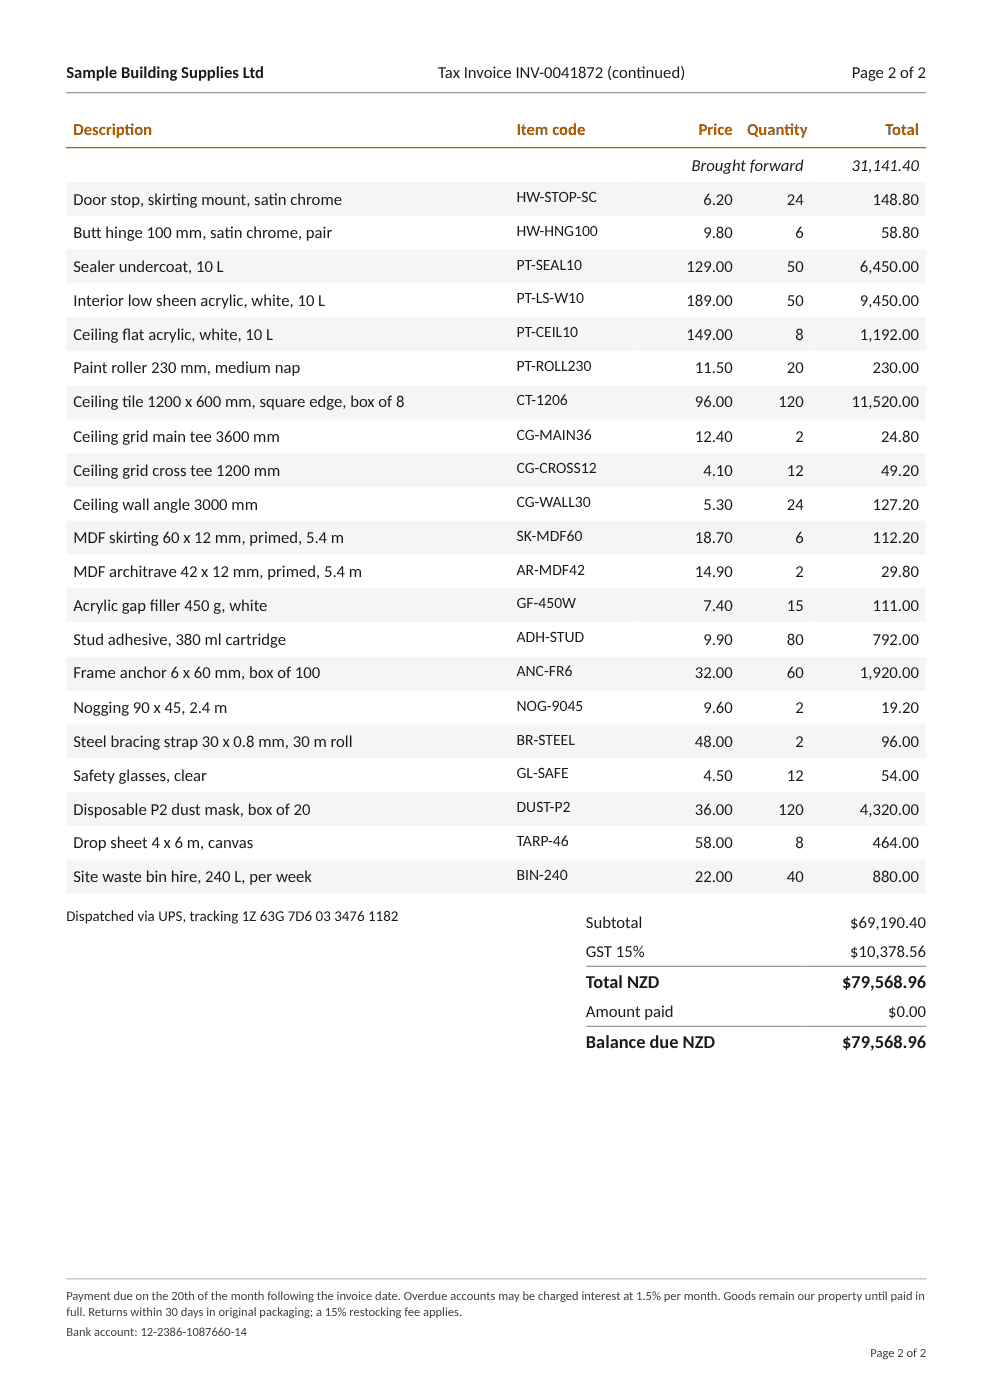 Sample Building Supplies Ltd Tax Invoice INV-0041872 (continued) Page 2 of 2
Description Item code Price Quantity Total
Brought forward 31,141.40
Door stop, skirting mount, satin chrome HW-STOP-SC 6.20 24 148.80
Butt hinge 100 mm, satin chrome, pair HW-HNG100 9.80 6 58.80
Sealer undercoat, 10 L PT-SEAL10 129.00 50 6,450.00
Interior low sheen acrylic, white, 10 L PT-LS-W10 189.00 50 9,450.00
Ceiling flat acrylic, white, 10 L PT-CEIL10 149.00 8 1,192.00
Paint roller 230 mm, medium nap PT-ROLL230 11.50 20 230.00
Ceiling tile 1200 x 600 mm, square edge, box of 8 CT-1206 96.00 120 11,520.00
Ceiling grid main tee 3600 mm CG-MAIN36 12.40 2 24.80
Ceiling grid cross tee 1200 mm CG-CROSS12 4.10 12 49.20
Ceiling wall angle 3000 mm CG-WALL30 5.30 24 127.20
MDF skirting 60 x 12 mm, primed, 5.4 m SK-MDF60 18.70 6 112.20
MDF architrave 42 x 12 mm, primed, 5.4 m AR-MDF42 14.90 2 29.80
Acrylic gap filler 450 g, white GF-450W 7.40 15 111.00
Stud adhesive, 380 ml cartridge ADH-STUD 9.90 80 792.00
Frame anchor 6 x 60 mm, box of 100 ANC-FR6 32.00 60 1,920.00
Nogging 90 x 45, 2.4 m NOG-9045 9.60 2 19.20
Steel bracing strap 30 x 0.8 mm, 30 m roll BR-STEEL 48.00 2 96.00
Safety glasses, clear GL-SAFE 4.50 12 54.00
Disposable P2 dust mask, box of 20 DUST-P2 36.00 120 4,320.00
Drop sheet 4 x 6 m, canvas TARP-46 58.00 8 464.00
Site waste bin hire, 240 L, per week BIN-240 22.00 40 880.00
Dispatched via UPS, tracking 1Z 63G 7D6 03 3476 1182
Subtotal $69,190.40
GST 15% $10,378.56
Total NZD $79,568.96
Amount paid $0.00
Balance due NZD $79,568.96
Payment due on the 20th of the month following the invoice date. Overdue accounts may be charged interest at 1.5% per month. Goods remain our property until paid in
full. Returns within 30 days in original packaging; a 15% restocking fee applies.
Bank account: 12-2386-1087660-14
Page 2 of 2